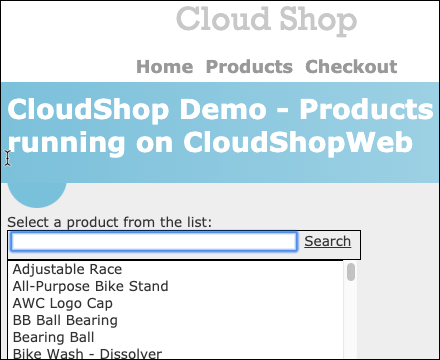 Cloud Shop
Home Products Checkout
CloudShop Demo - Products
running on CloudShopWeb
Select a product from the list:
Search
Adjustable Race
All-Purpose Bike Stand
AWC Logo Cap
BB Ball Bearing
Bearing Ball
Bike Wash - Dissolver